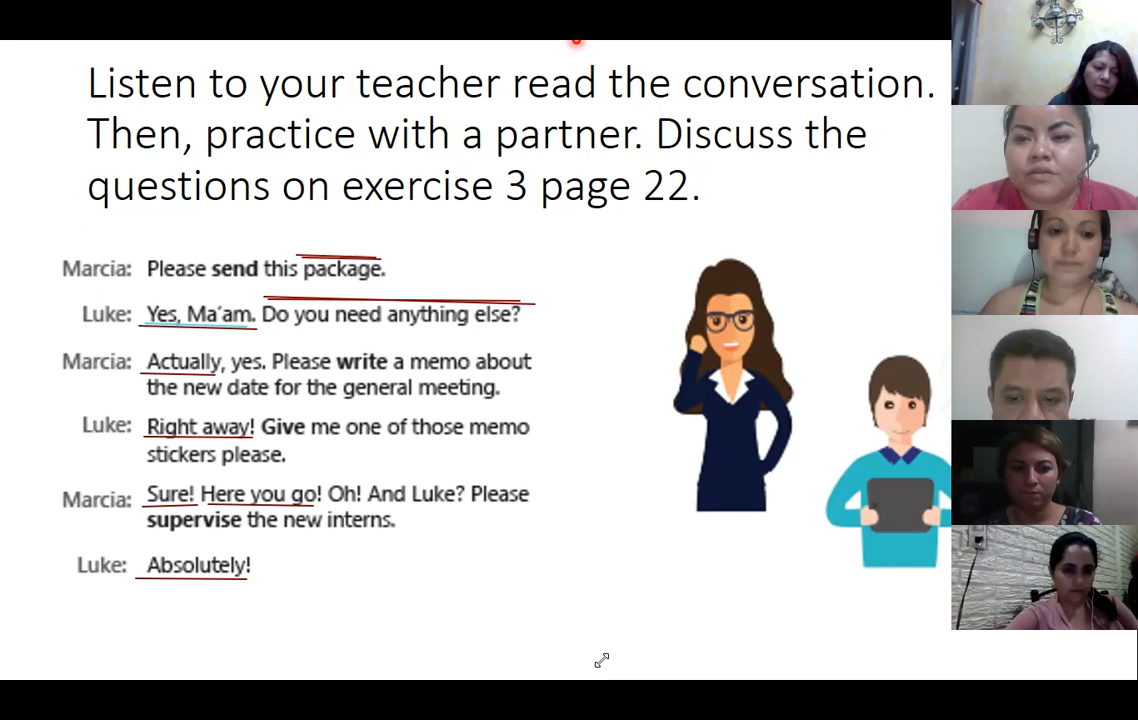 Listen to your teacher read the conversation.
Then, practice with a partner. Discuss the
questions on exercise 3 page 22.
Marcia: Please send this package.
Luke: Yes, Ma'am. Do you need anything else?
Marcia: Actually, yes. Please write a memo about
the new date for the general meeting.
Luke: Right away! Give me one of those memo
stickers please.
Marcia: Sure! Here you go! Oh! And Luke? Please
supervise the new interns.
Luke: Absolutely!